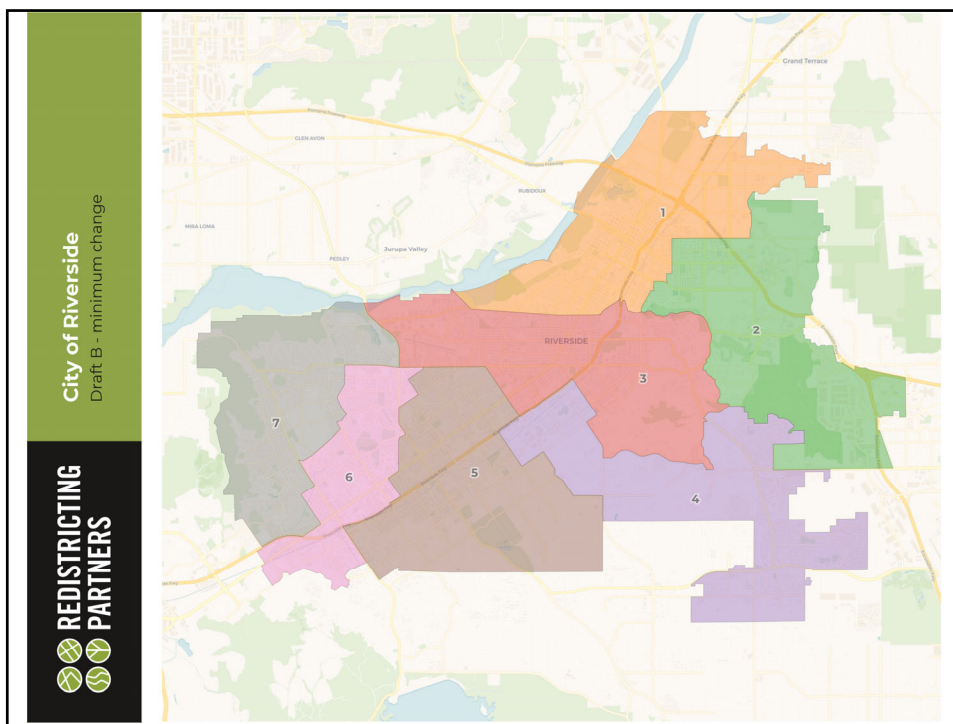 City of Riverside
Draft B - minimum change
REDISTRICTING
PARTNERS
Grand Terrace
GLEN AVON
RUBIDOUX
MIRA LOMA
Jurupa Valley
PEDLEY
RIVERSIDE
1
2
3
4
5
6
7